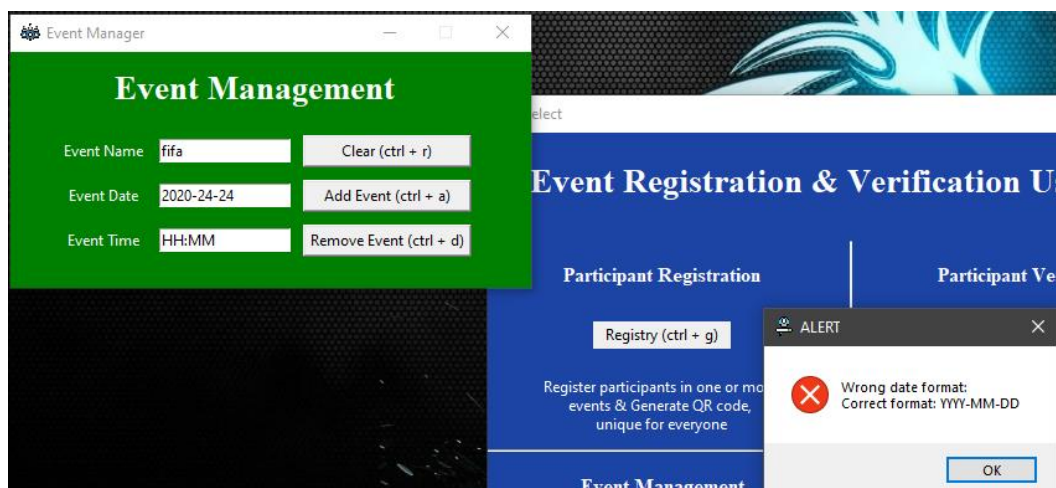 Event Manager
Event Management
Event Name fifa Clear (ctrl + r)
Event Date 2020-24-24 Add Event (ctrl + a)
Event Time HH:MM Remove Event (ctrl + d)
elect
Event Registration & Verification U
Participant Registration
Participant Ve
Registry (ctrl + g)
Register participants in one or mo
events & Generate QR code,
unique for everyone
Event Management
ALERT
Wrong date format:
Correct format: YYYY-MM-DD
OK